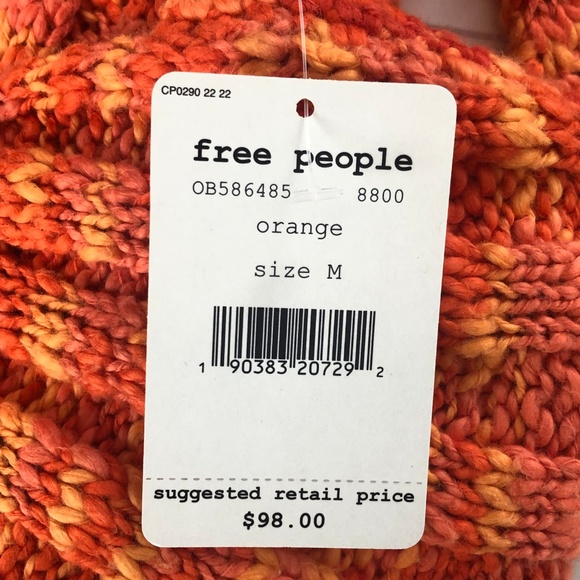 CP0290 22 22
free people
OB586485 8800
orange
size M
1 90383 20729 2
suggested retail price
$98.00